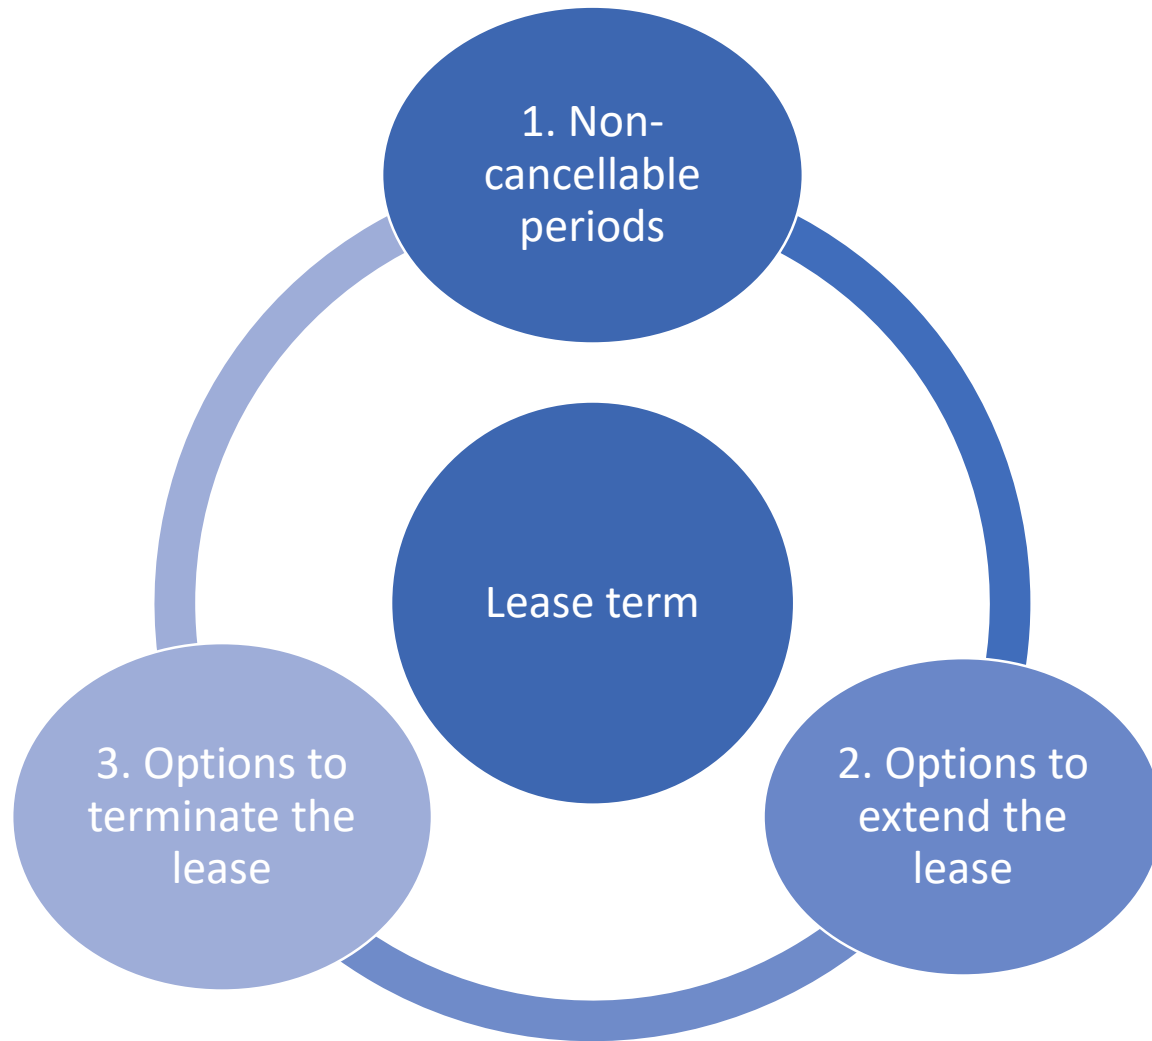 1. Non-
cancellable
periods
Lease term
3. Options to
terminate the
lease
2. Options to
extend the
lease